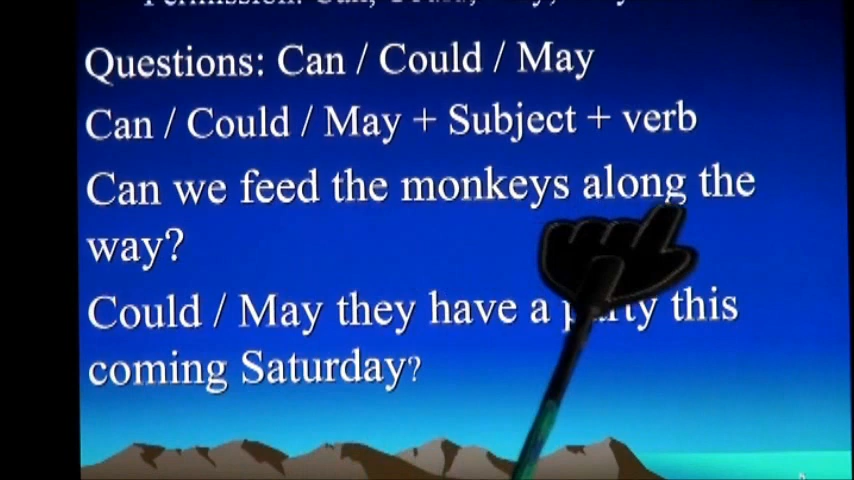 Questions: Can / Could / May
Can / Could / May + Subject + verb
Can we feed the monkeys along the
way?
Could / May they have a party this
coming Saturday?